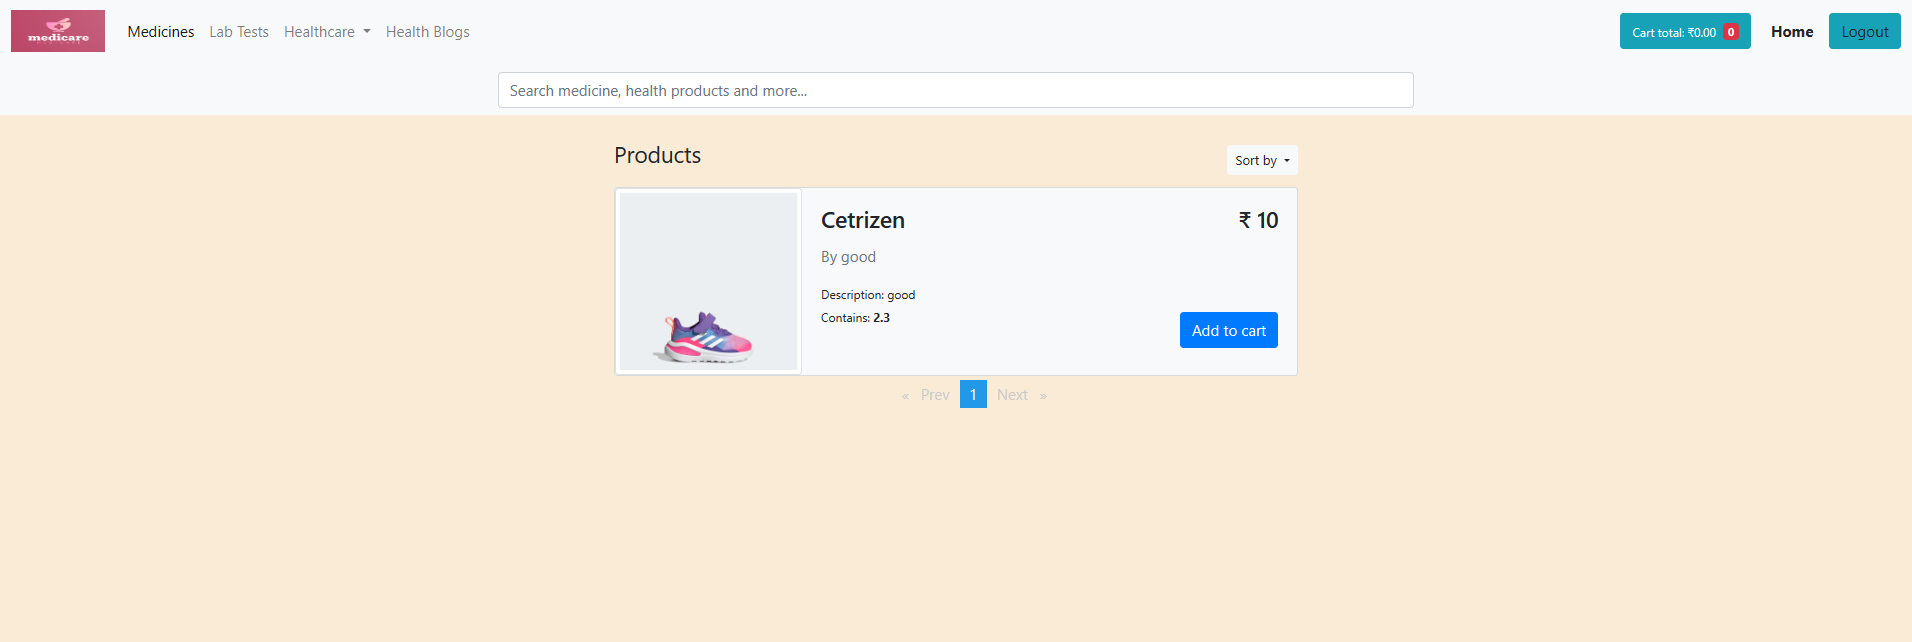 medicare
Medicines Lab Tests Healthcare Health Blogs Cart total: ₹0.00 0 Home Logout
Search medicine, health products and more...
Products Sort by
Cetrizen ₹ 10
By good
Description: good
Contains: 2.3
Add to cart
« Prev 1 Next »